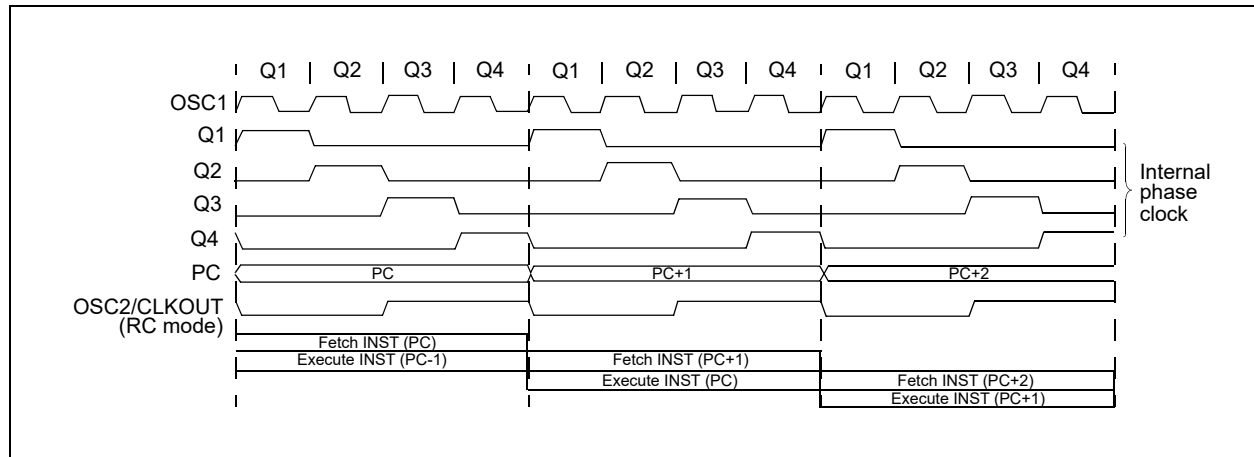 Q1 Q2 Q3 Q4 Q1 Q2 Q3 Q4 Q1 Q2 Q3 Q4
OSC1
Q1
Q2
Q3
Q4
PC
PC PC+1 PC+2
OSC2/CLKOUT
(RC mode)
Internal
phase
clock
Fetch INST (PC)
Execute INST (PC-1) Fetch INST (PC+1)
Execute INST (PC) Fetch INST (PC+2)
Execute INST (PC+1)